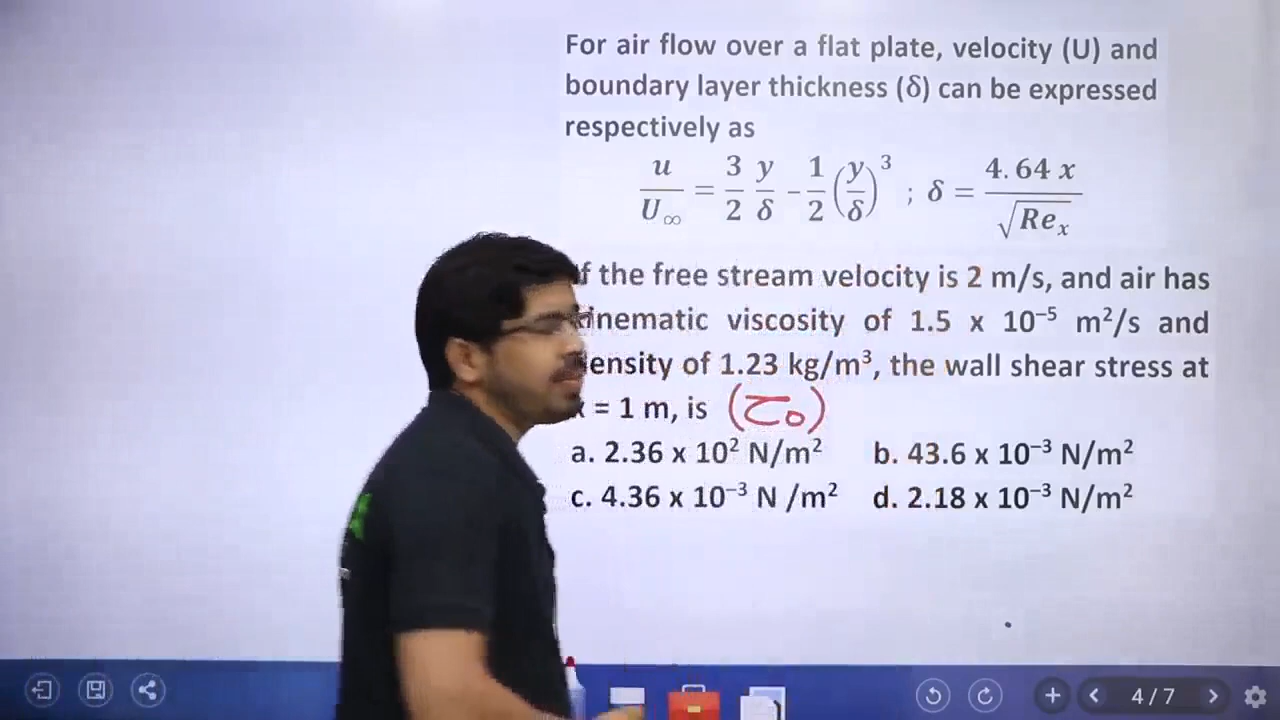 For air flow over a flat plate, velocity (U) and
boundary layer thickness (δ) can be expressed
respectively as
u/U∞ = 3/2 y/δ − 1/2 (y/δ)³ ; δ = 4.64 x/√Reₓ
f the free stream velocity is 2 m/s, and air has
inematic viscosity of 1.5 x 10⁻⁵ m²/s and
ensity of 1.23 kg/m³, the wall shear stress at
= 1 m, is (τ₀)
a. 2.36 x 10² N/m² b. 43.6 x 10⁻³ N/m²
c. 4.36 x 10⁻³ N /m² d. 2.18 x 10⁻³ N/m²
4 / 7